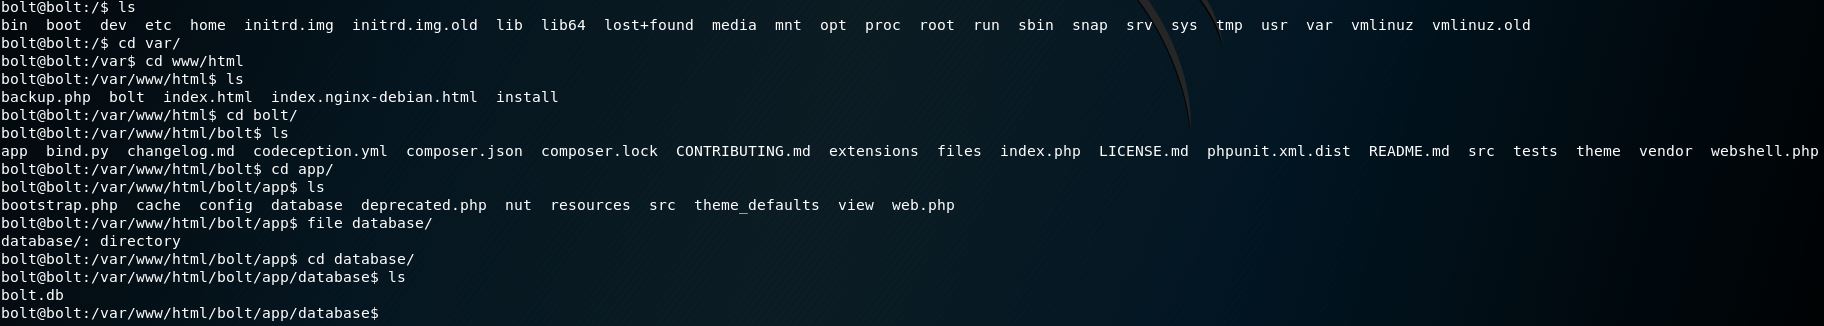 bolt@bolt:/$ ls
bin  boot  dev  etc  home  initrd.img  initrd.img.old  lib  lib64  lost+found  media  mnt  opt  proc  root  run  sbin  snap  srv  sys  tmp  usr  var  vmlinuz  vmlinuz.old
bolt@bolt:/$ cd var/
bolt@bolt:/var$ cd www/html
bolt@bolt:/var/www/html$ ls
backup.php  bolt  index.html  index.nginx-debian.html  install
bolt@bolt:/var/www/html$ cd bolt/
bolt@bolt:/var/www/html/bolt$ ls
app  bind.py  changelog.md  codeception.yml  composer.json  composer.lock  CONTRIBUTING.md  extensions  files  index.php  LICENSE.md  phpunit.xml.dist  README.md  src  tests  theme  vendor  webshell.php
bolt@bolt:/var/www/html/bolt$ cd app/
bolt@bolt:/var/www/html/bolt/app$ ls
bootstrap.php  cache  config  database  deprecated.php  nut  resources  src  theme_defaults  view  web.php
bolt@bolt:/var/www/html/bolt/app$ file database/
database/: directory
bolt@bolt:/var/www/html/bolt/app$ cd database/
bolt@bolt:/var/www/html/bolt/app/database$ ls
bolt.db
bolt@bolt:/var/www/html/bolt/app/database$